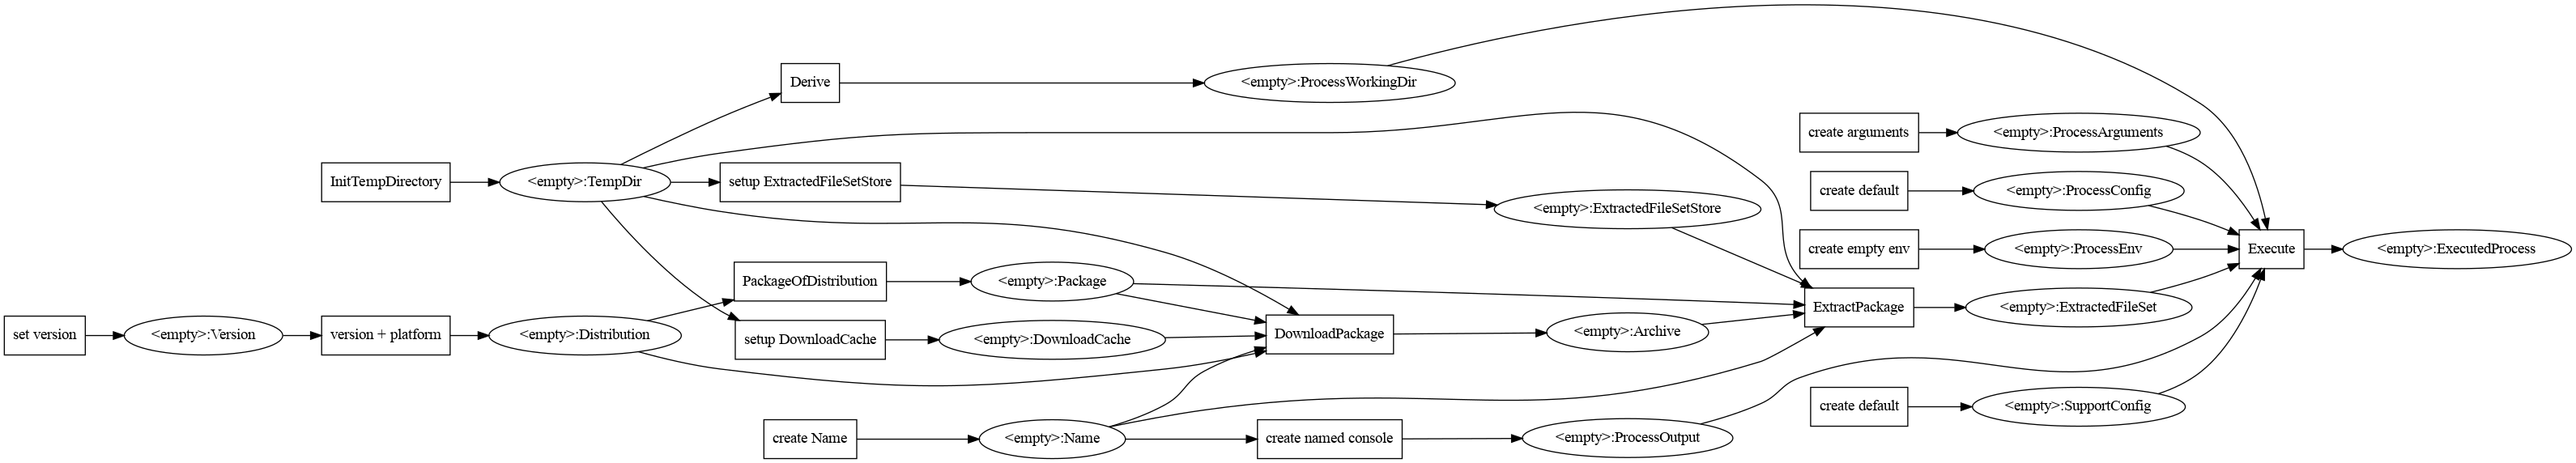 Derive
<empty>:ProcessWorkingDir
create arguments
<empty>:ProcessArguments
InitTempDirectory
<empty>:TempDir
setup ExtractedFileSetStore
<empty>:ExtractedFileSetStore
create default
<empty>:ProcessConfig
create empty env
<empty>:ProcessEnv
Execute
<empty>:ExecutedProcess
PackageOfDistribution
<empty>:Package
ExtractPackage
<empty>:ExtractedFileSet
set version
<empty>:Version
version + platform
<empty>:Distribution
setup DownloadCache
<empty>:DownloadCache
DownloadPackage
<empty>:Archive
create default
<empty>:SupportConfig
create Name
<empty>:Name
create named console
<empty>:ProcessOutput